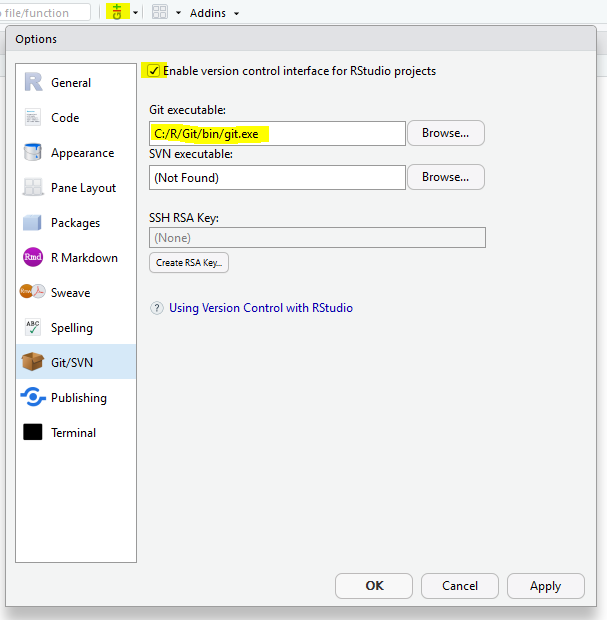 o file/function
Addins
Options
General
Code
Appearance
Pane Layout
Packages
Rmd
R Markdown
Sweave
ABC
Spelling
Git/SVN
Publishing
Terminal
Enable version control interface for RStudio projects
Git executable:
C:/R/Git/bin/git.exe
Browse...
SVN executable:
(Not Found)
Browse...
SSH RSA Key:
(None)
Create RSA Key...
? Using Version Control with RStudio
OK
Cancel
Apply